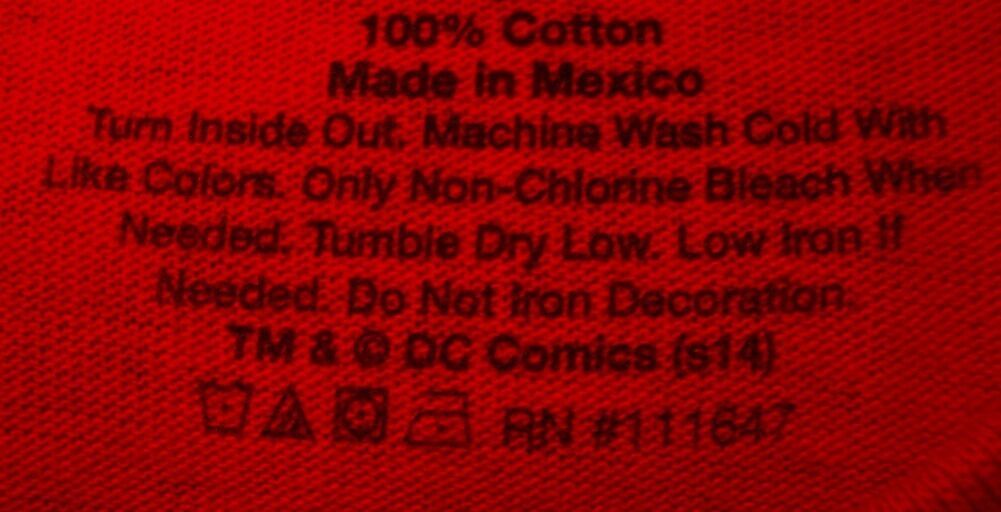 100% Cotton
Made in Mexico
Turn Inside Out. Machine Wash Cold With
Like Colors. Only Non-Chlorine Bleach When
Needed. Tumble Dry Low. Low Iron If
Needed. Do Not Iron Decoration.
TM & © DC Comics (s14)
RN #111647